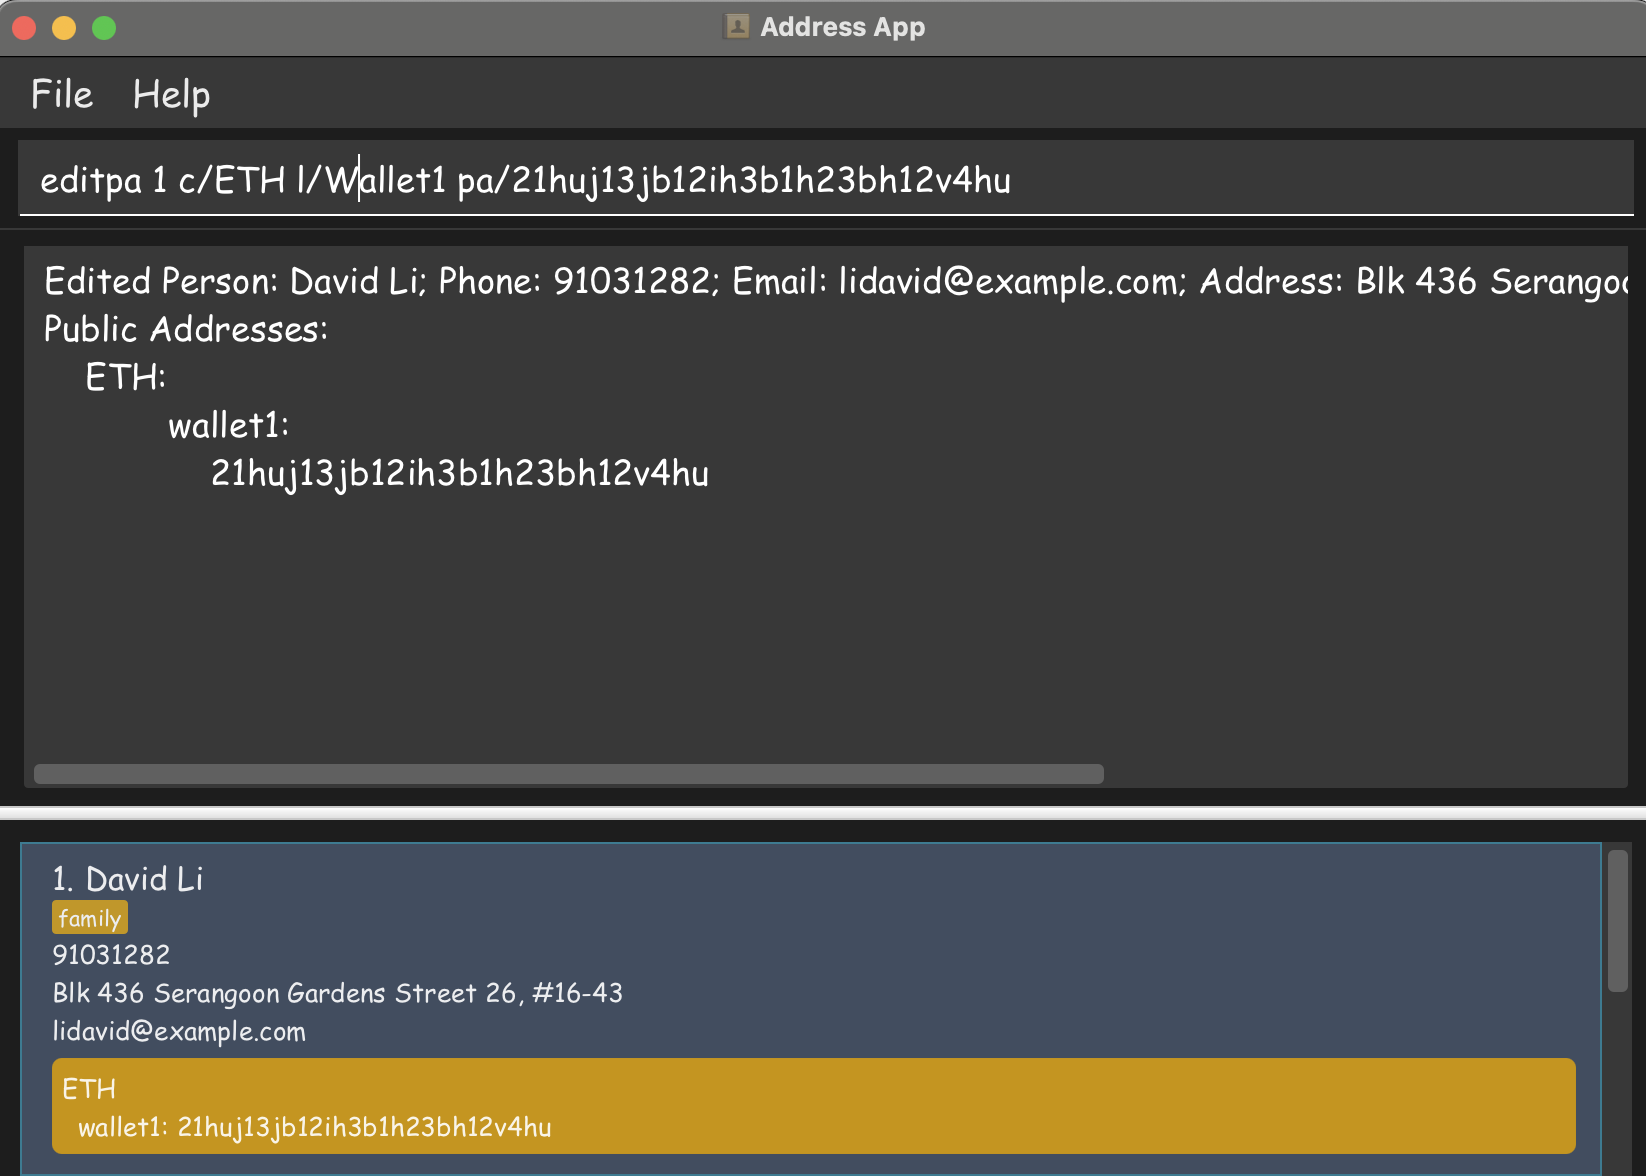 Address App
File Help
editpa 1 c/ETH l/Wallet1 pa/21huj13jb12ih3b1h23bh12v4hu
Edited Person: David Li; Phone: 91031282; Email: lidavid@example.com; Address: Blk 436 Serangoo
Public Addresses:
ETH:
wallet1:
21huj13jb12ih3b1h23bh12v4hu
1. David Li
family
91031282
Blk 436 Serangoon Gardens Street 26, #16-43
lidavid@example.com
ETH
wallet1: 21huj13jb12ih3b1h23bh12v4hu